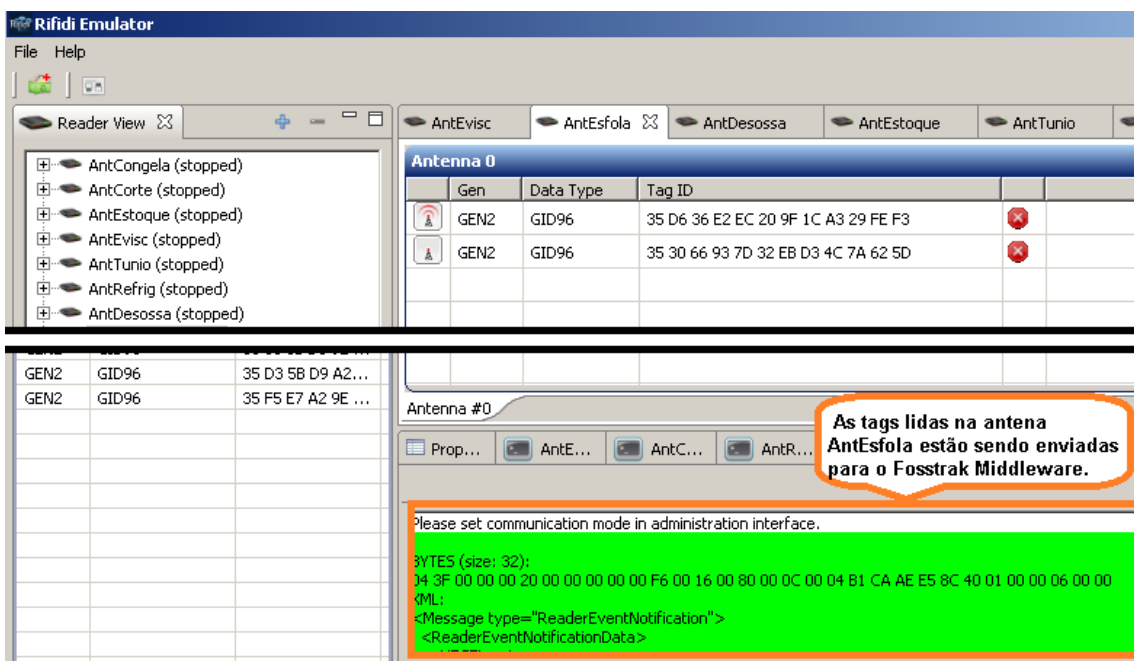 Rifidi Emulator
File Help
Reader View
AntCongela (stopped)
AntCorte (stopped)
AntEstoque (stopped)
AntEvisc (stopped)
AntTunio (stopped)
AntRefrig (stopped)
AntDesossa (stopped)
AntEvisc AntEsfola AntDesossa AntEstoque AntTunio
Antenna 0
Gen Data Type Tag ID
GEN2 GID96 35 D6 36 E2 EC 20 9F 1C A3 29 FE F3
GEN2 GID96 35 30 66 93 7D 32 EB D3 4C 7A 62 5D
GEN2 GID96 35 D3 5B D9 A2...
GEN2 GID96 35 F5 E7 A2 9E ...
Antenna #0
As tags lidas na antena
AntEsfola estão sendo enviadas
para o Fosstrak Middleware.
Prop... AntE... AntC... AntR...
Please set communication mode in administration interface.
BYTES (size: 32):
04 3F 00 00 00 20 00 00 00 00 00 F6 00 16 00 80 00 0C 00 04 B1 CA AE E5 8C 40 01 00 00 06 00 00
XML:
<Message type="ReaderEventNotification">
<ReaderEventNotificationData>